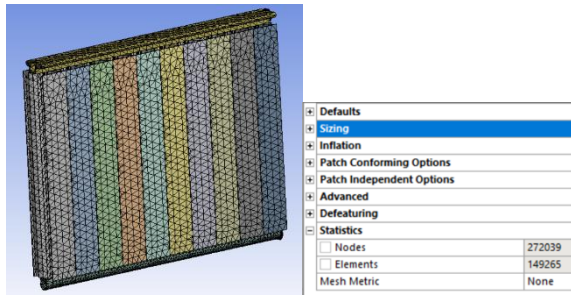 Defaults
Sizing
Inflation
Patch Conforming Options
Patch Independent Options
Advanced
Defeaturing
Statistics
Nodes 272039
Elements 149265
Mesh Metric None